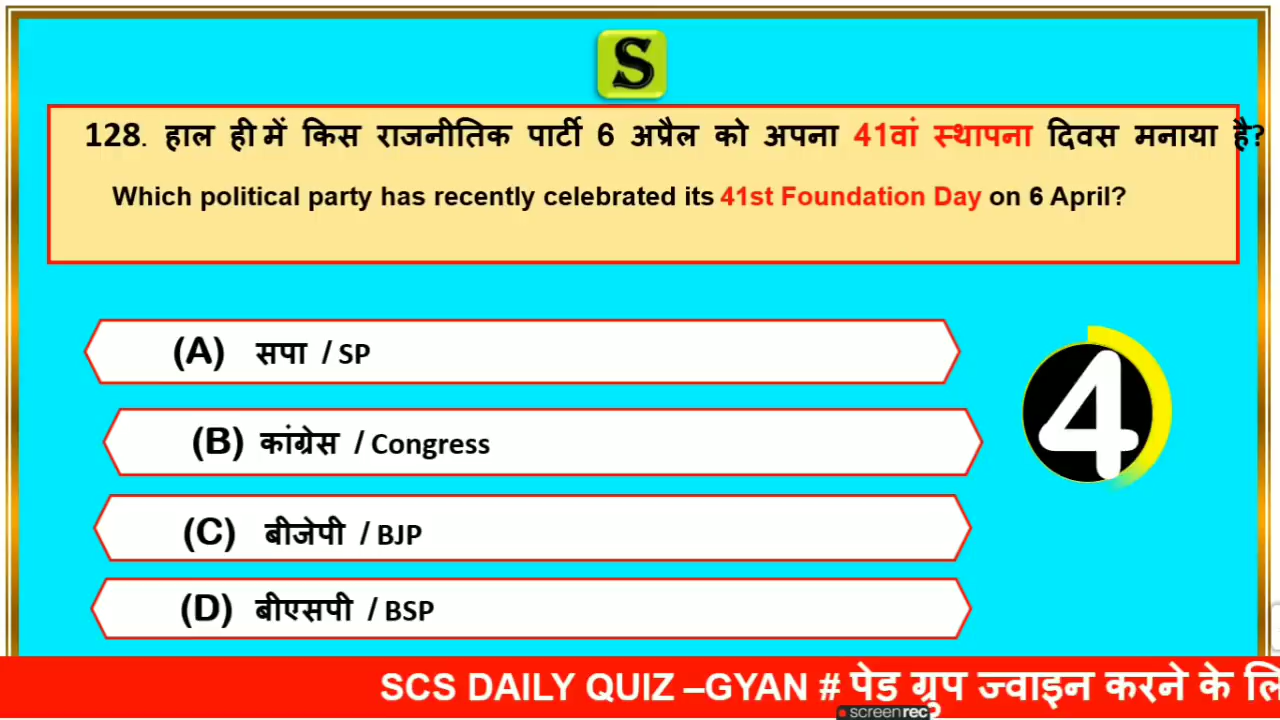 S
128. हाल ही में किस राजनीतिक पार्टी 6 अप्रैल को अपना 41वां स्थापना दिवस मनाया है?
Which political party has recently celebrated its 41st Foundation Day on 6 April?
(A) सपा / SP
4
(B) कांग्रेस / Congress
(C) बीजेपी / BJP
(D) बीएसपी / BSP
SCS DAILY QUIZ –GYAN # पेड ग्रुप ज्वाइन करने के लि
screenrec